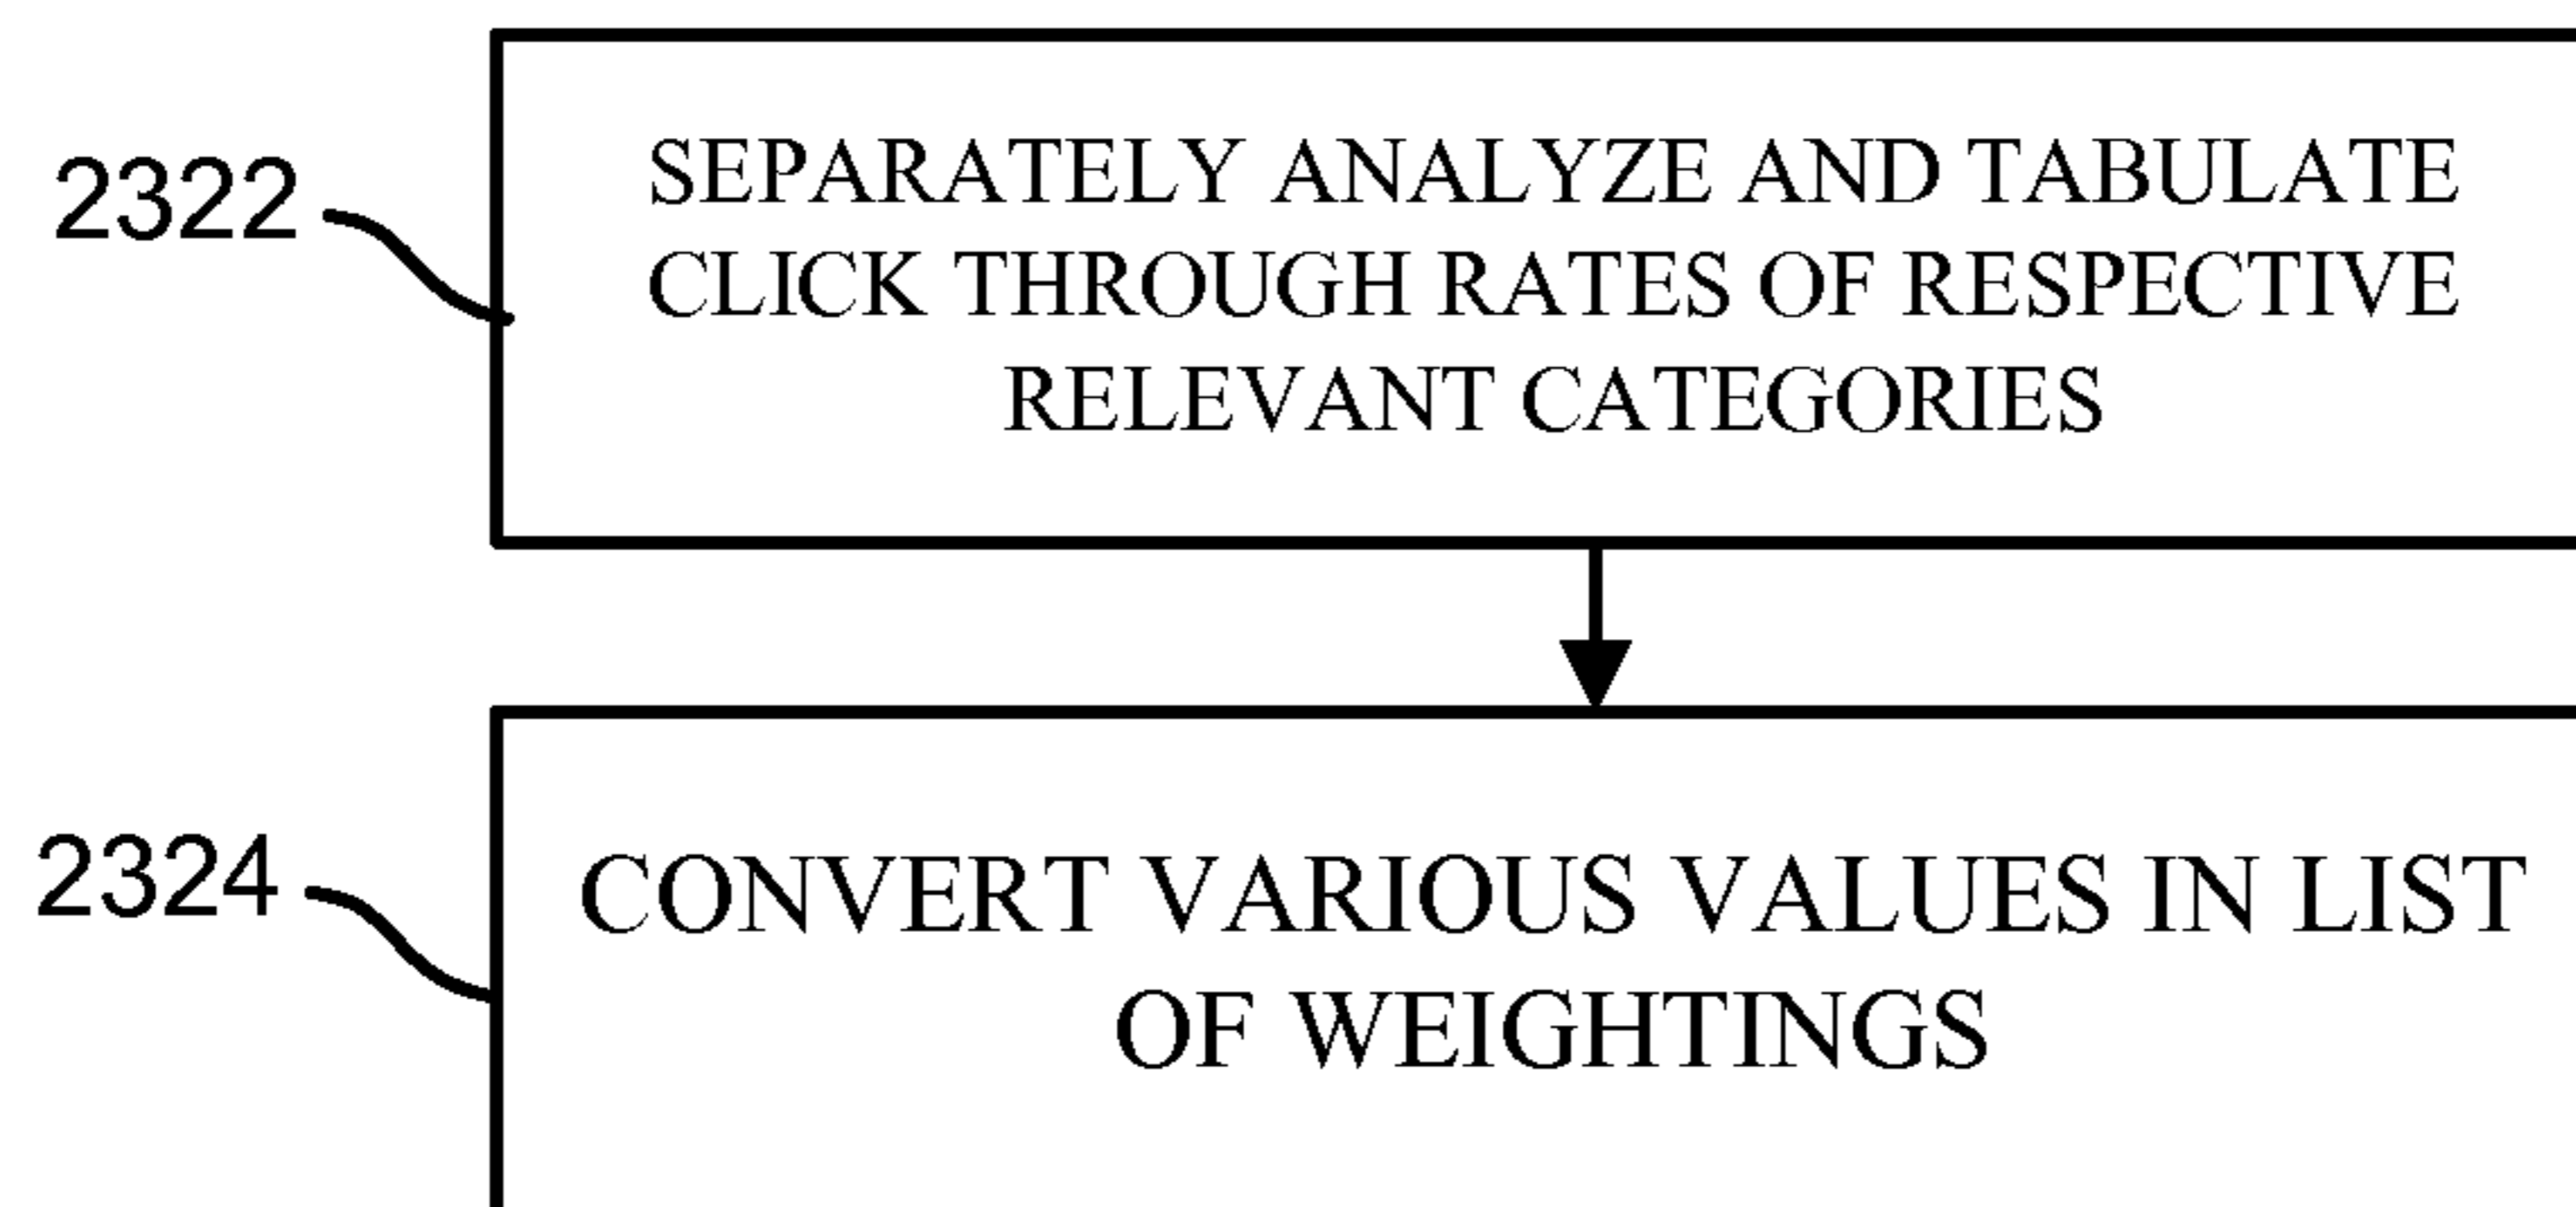 2322
SEPARATELY ANALYZE AND TABULATE
CLICK THROUGH RATES OF RESPECTIVE
RELEVANT CATEGORIES
2324
CONVERT VARIOUS VALUES IN LIST
OF WEIGHTINGS